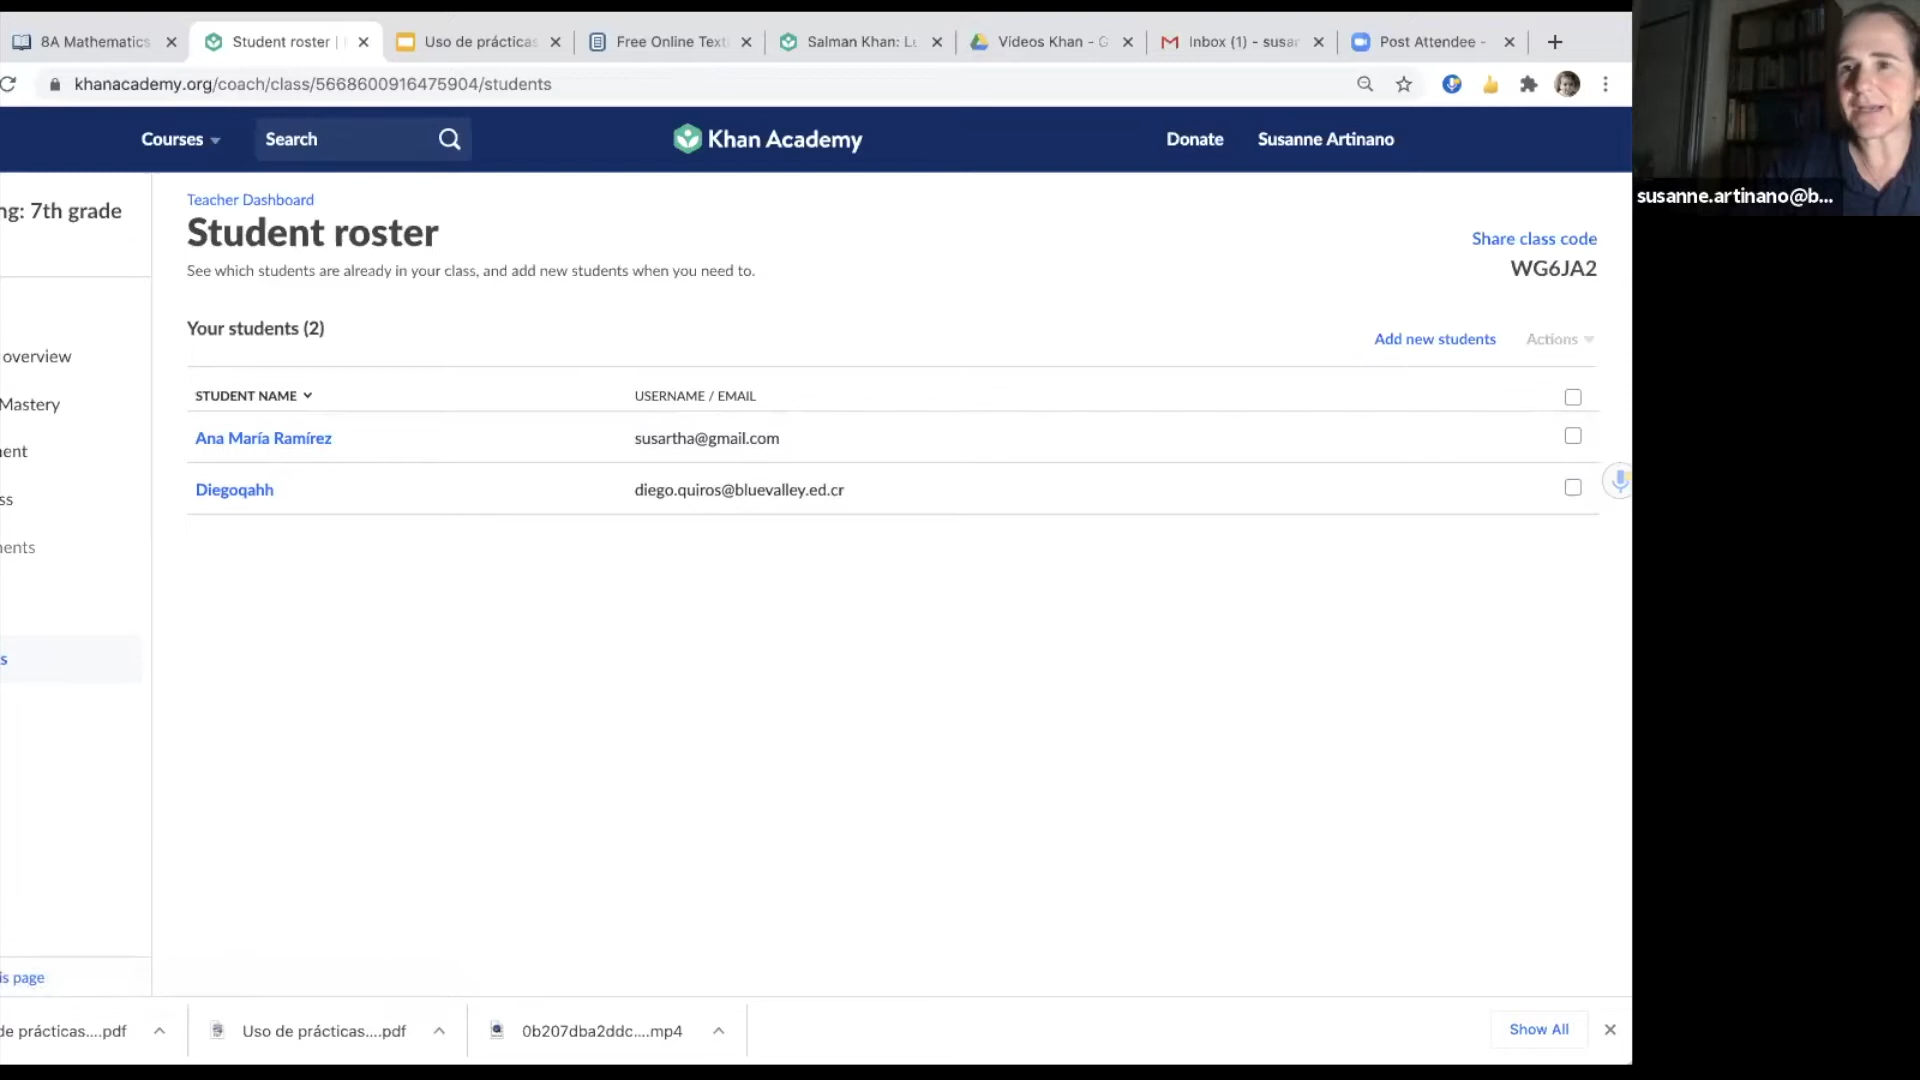 8A Mathematics
Student roster |
Uso de prácticas
Free Online Text
Salman Khan: Le
Videos Khan - G
Inbox (1) - susar
Post Attendee -
khanacademy.org/coach/class/5668600916475904/students
Courses
Search
Khan Academy
Donate
Susanne Artinano
susanne.artinano@b...
ng: 7th grade
overview
Mastery
nent
ss
nents
s
is page
Teacher Dashboard
Student roster
See which students are already in your class, and add new students when you need to.
Share class code
WG6JA2
Your students (2)
Add new students
Actions
STUDENT NAME
USERNAME / EMAIL
Ana María Ramírez
susartha@gmail.com
Diegoqahh
diego.quiros@bluevalley.ed.cr
de prácticas....pdf
Uso de prácticas....pdf
0b207dba2ddc....mp4
Show All